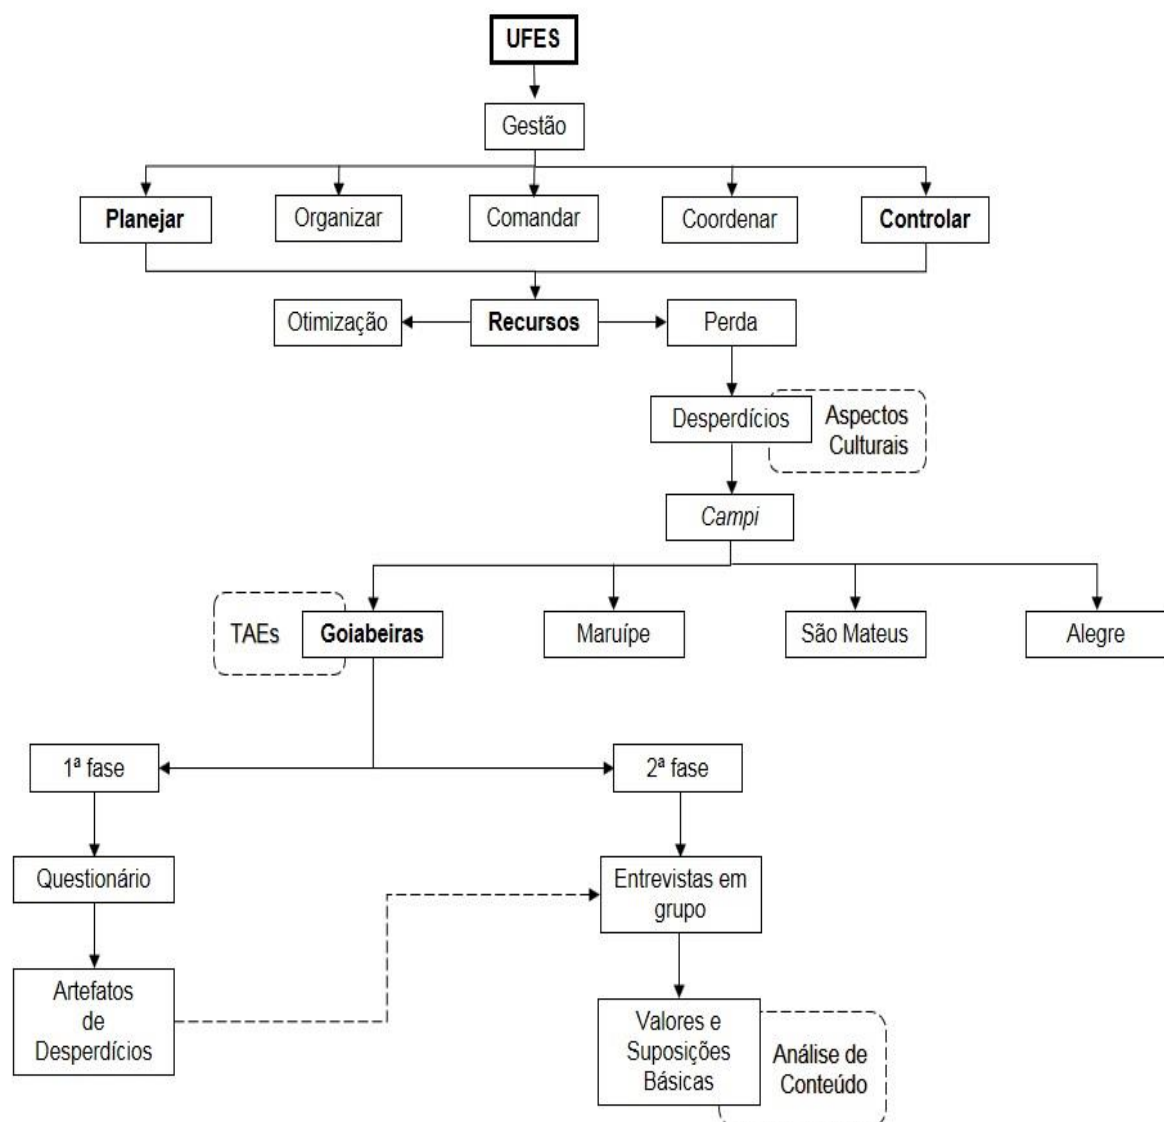 UFES
Gestão
Planejar
Organizar
Comandar
Coordenar
Controlar
Otimização
Recursos
Perda
Desperdícios
Aspectos
Culturais
Campi
TAEs
Goiabeiras
Maruípe
São Mateus
Alegre
1ª fase
2ª fase
Questionário
Entrevistas em
grupo
Artefatos
de
Desperdícios
Valores e
Suposições
Básicas
Análise de
Conteúdo